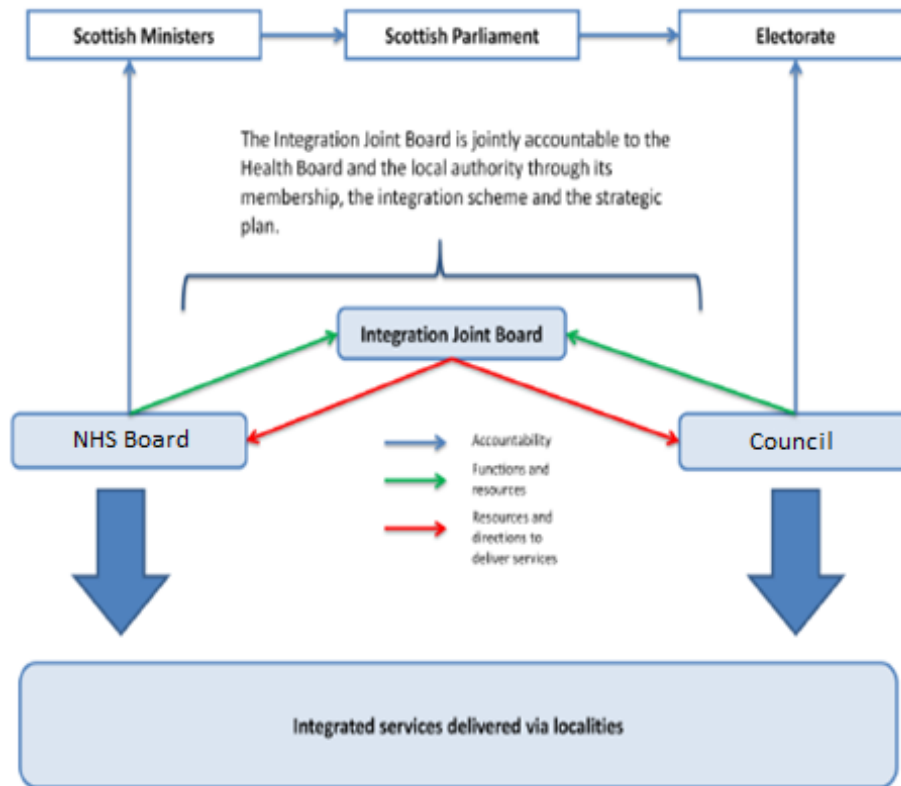 Scottish Ministers
Scottish Parliament
Electorate
The Integration Joint Board is jointly accountable to the
Health Board and the local authority through its
membership, the integration scheme and the strategic
plan.
Integration Joint Board
NHS Board
Council
Accountability
Functions and
resources
Resources and
directions to
deliver services
Integrated services delivered via localities